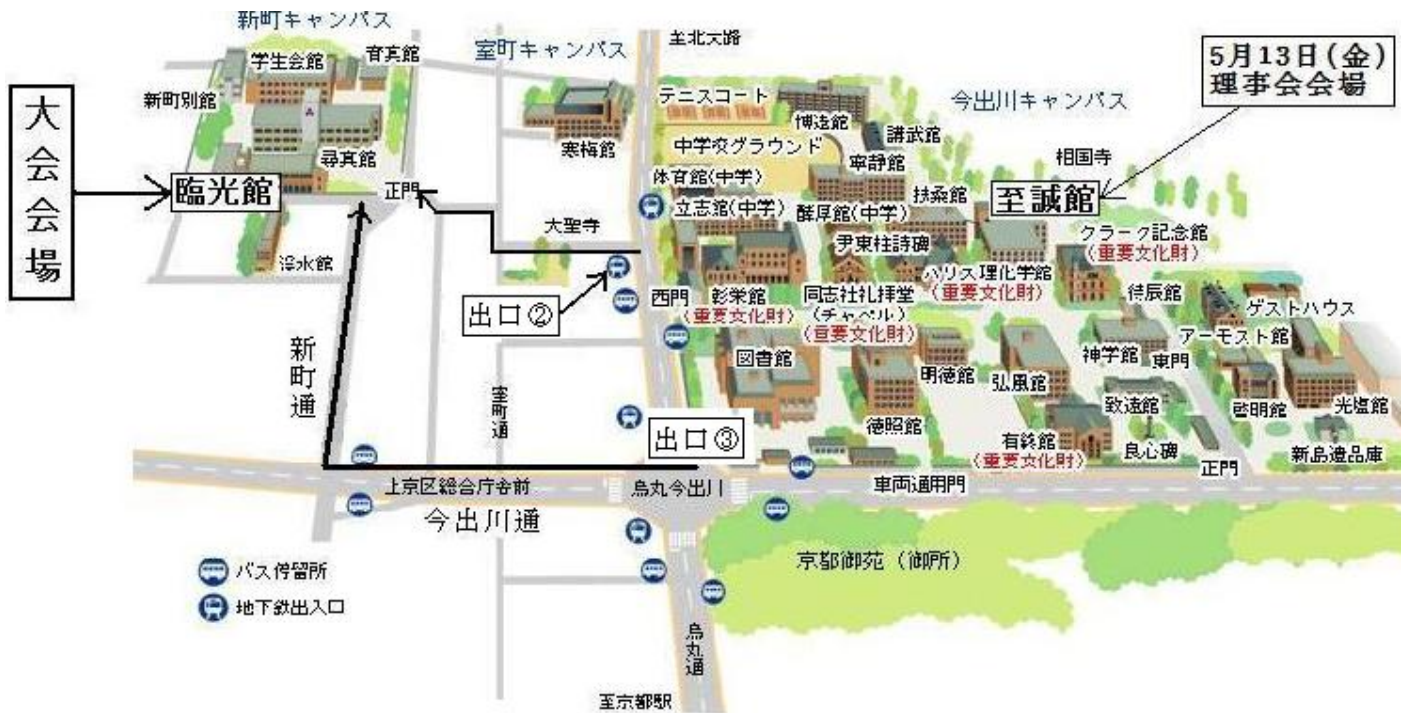 新町キャンパス
室町キャンパス
至北大路
今出川キャンパス
5月13日(金)
理事会会場
大会会場
学生会館
育真館
新町別館
尋真館
臨光館
正門
渓水館
寒梅館
大聖寺
出口②
新町通
室町通
テニスコート
博遠館
講武館
中学校グラウンド
寧静館
相国寺
体育館(中学)
扶桑館
至誠館
立志館(中学)
醇厚館(中学)
尹東柱詩碑
クラーク記念館
(重要文化財)
ハリス理化学館
(重要文化財)
西門
彰栄館
(重要文化財)
同志社礼拝堂
(チャペル)
(重要文化財)
待辰館
ゲストハウス
アーモスト館
図書館
明徳館
弘風館
神学館
東門
致遠館
啓明館
光塩館
徳照館
出口③
有終館
(重要文化財)
良心碑
正門
新島遺品庫
上京区総合庁舎前
烏丸今出川
車両通用門
今出川通
京都御苑(御所)
バス停留所
地下鉄出入口
烏丸通
至京都駅